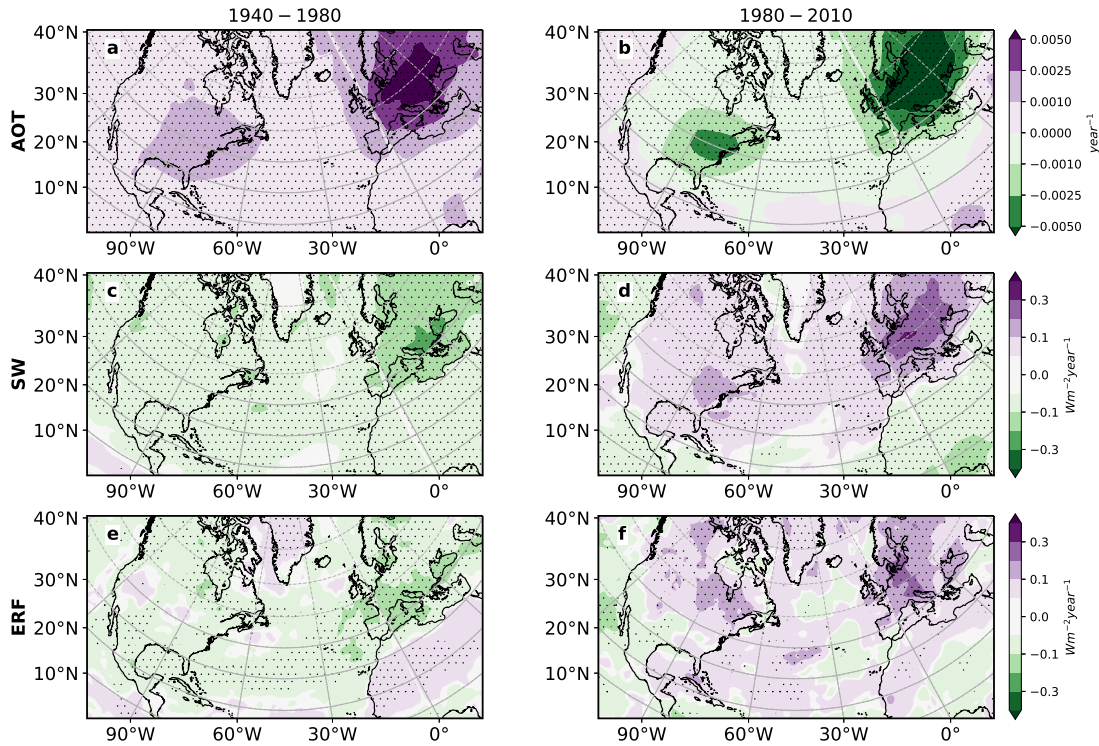 1940 − 1980
1980 − 2010
AOT
40°N
30°N
20°N
10°N
a
90°W
60°W
30°W
0°
40°N
30°N
20°N
10°N
b
90°W
60°W
30°W
0°
0.0050
0.0025
0.0010
0.0000
−0.0010
−0.0025
−0.0050
year⁻¹
SW
40°N
30°N
20°N
10°N
c
90°W
60°W
30°W
0°
40°N
30°N
20°N
10°N
d
90°W
60°W
30°W
0°
0.3
0.1
0.0
−0.1
−0.3
Wm⁻²year⁻¹
ERF
40°N
30°N
20°N
10°N
e
90°W
60°W
30°W
0°
40°N
30°N
20°N
10°N
f
90°W
60°W
30°W
0°
0.3
0.1
0.0
−0.1
−0.3
Wm⁻²year⁻¹